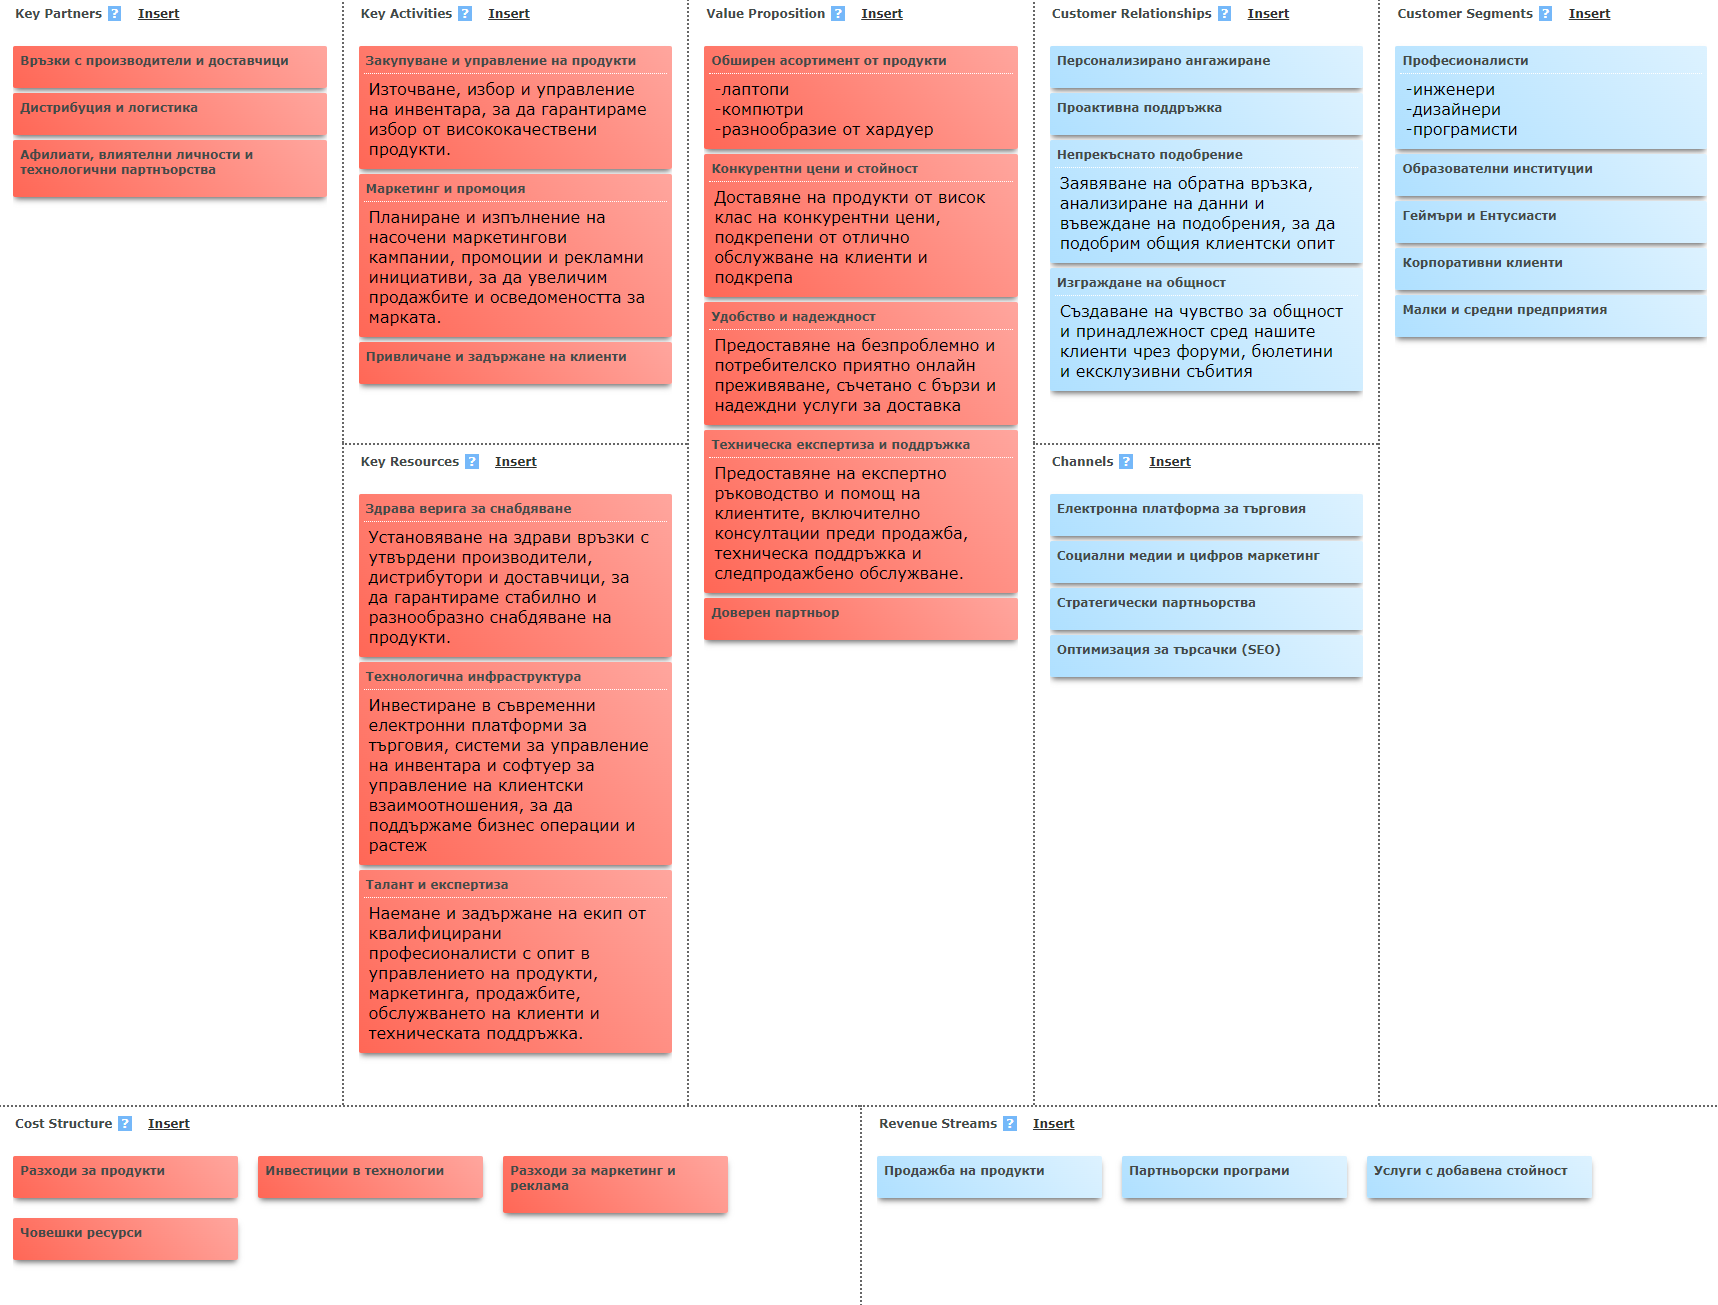 Key Partners ? Insert
Връзки с производители и доставчици
Дистрибуция и логистика
Афилиати, влиятелни личности и
технологични партнъорства
Key Activities ? Insert
Закупуване и управление на продукти
Източване, избор и управление
на инвентара, за да гарантираме
избор от висококачествени
продукти.
Маркетинг и промоция
Планиране и изпълнение на
насочени маркетингови
кампании, промоции и рекламни
инициативи, за да увеличим
продажбите и осведомеността за
марката.
Привличане и задържане на клиенти
Key Resources ? Insert
Здрава верига за снабдяване
Установяване на здрави връзки с
утвърдени производители,
дистрибутори и доставчици, за
да гарантираме стабилно и
разнообразно снабдяване на
продукти.
Технологична инфраструктура
Инвестиране в съвременни
електронни платформи за
търговия, системи за управление
на инвентара и софтуер за
управление на клиентски
взаимоотношения, за да
поддържаме бизнес операции и
растеж
Талант и експертиза
Наемане и задържане на екип от
квалифицирани
професионалисти с опит в
управлението на продукти,
маркетинга, продажбите,
обслужването на клиенти и
техническата поддръжка.
Value Proposition ? Insert
Обширен асортимент от продукти
-лаптопи
-компютри
-разнообразие от хардуер
Конкурентни цени и стойност
Доставяне на продукти от висок
клас на конкурентни цени,
подкрепени от отлично
обслужване на клиенти и
подкрепа
Удобство и надеждност
Предоставяне на безпроблемно и
потребителско приятно онлайн
преживяване, съчетано с бързи и
надеждни услуги за доставка
Техническа експертиза и поддръжка
Предоставяне на експертно
ръководство и помощ на
клиентите, включително
консултации преди продажба,
техническа поддръжка и
следпродажбено обслужване.
Доверен партньор
Customer Relationships ? Insert
Персонализирано ангажиране
Проактивна поддръжка
Непрекъснато подобрение
Заявяване на обратна връзка,
анализиране на данни и
въвеждане на подобрения, за да
подобрим общия клиентски опит
Изграждане на общност
Създаване на чувство за общност
и принадлежност сред нашите
клиенти чрез форуми, бюлетини
и ексклузивни събития
Channels ? Insert
Електронна платформа за търговия
Социални медии и цифров маркетинг
Стратегически партньорства
Оптимизация за търсачки (SEO)
Customer Segments ? Insert
Професионалисти
-инженери
-дизайнери
-програмисти
Образователни институции
Геймъри и Ентусиасти
Корпоративни клиенти
Малки и средни предприятия
Cost Structure ? Insert
Разходи за продукти
Инвестиции в технологии
Разходи за маркетинг и
реклама
Човешки ресурси
Revenue Streams ? Insert
Продажба на продукти
Партньорски програми
Услуги с добавена стойност